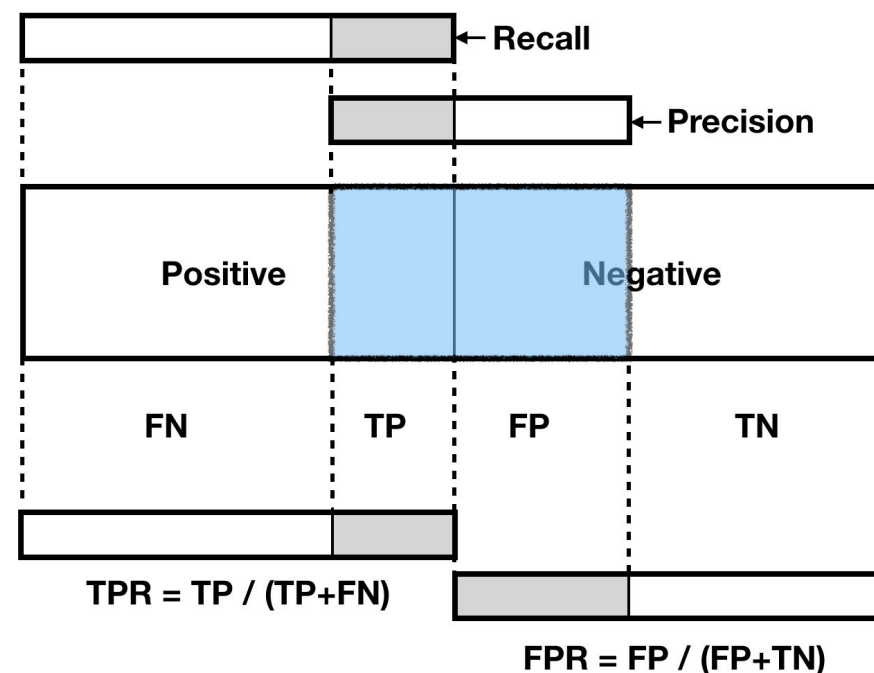 Recall
Precision
Positive
Negative
FN
TP
FP
TN
TPR = TP / (TP+FN)
FPR = FP / (FP+TN)